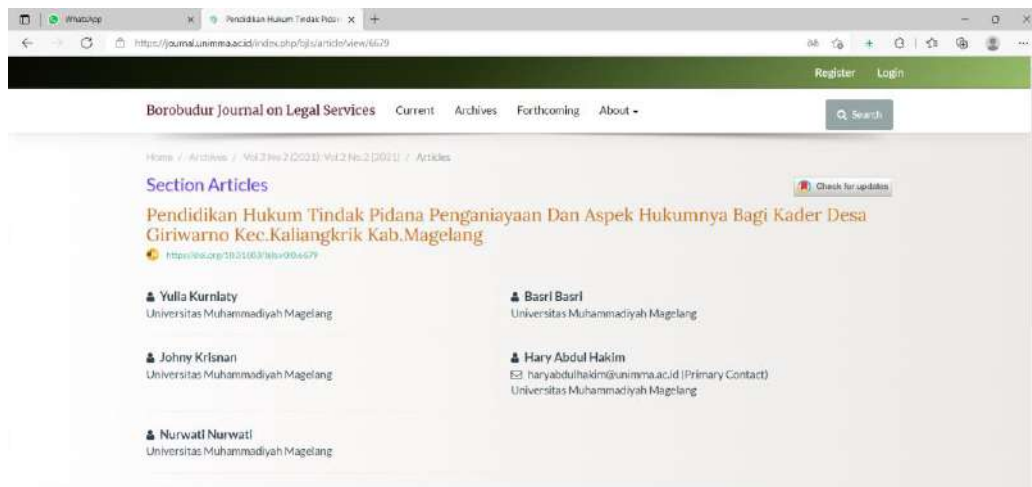 WhatsApp
Pendidikan Hukum Tindak Pidan
https://journal.unimma.ac.id/index.php/bjls/article/view/6679
Register Login
Borobudur Journal on Legal Services Current Archives Forthcoming About
Search
Home / Archives / Vol 2 No 2 (2021): Vol 2 No. 2 (2021) / Articles
Section Articles
Check for updates
Pendidikan Hukum Tindak Pidana Penganiayaan Dan Aspek Hukumnya Bagi Kader Desa
Giriwarno Kec.Kaliangkrik Kab.Magelang
Yulia Kurniaty
Universitas Muhammadiyah Magelang
Basri Basri
Universitas Muhammadiyah Magelang
Johny Krisnan
Universitas Muhammadiyah Magelang
Hary Abdul Hakim
haryabdulhakim@unimma.ac.id (Primary Contact)
Universitas Muhammadiyah Magelang
Nurwati Nurwati
Universitas Muhammadiyah Magelang